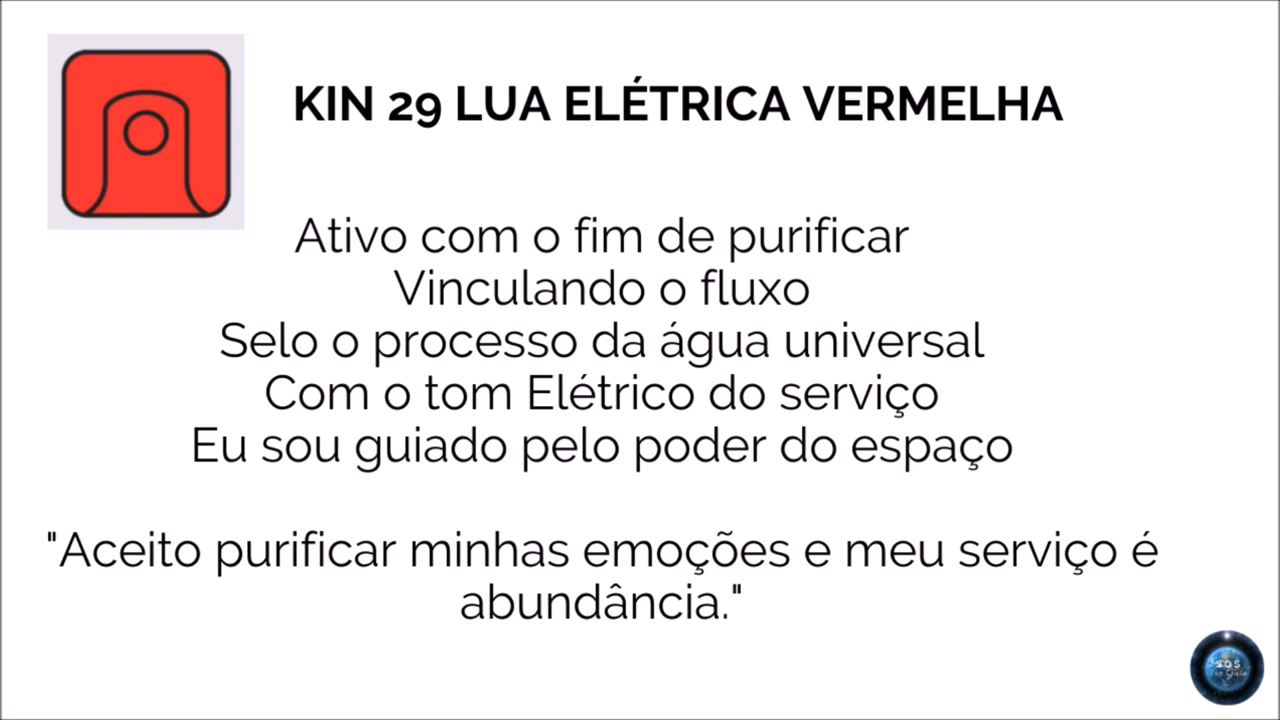 KIN 29 LUA ELÉTRICA VERMELHA
Ativo com o fim de purificar
Vinculando o fluxo
Selo o processo da água universal
Com o tom Elétrico do serviço
Eu sou guiado pelo poder do espaço
"Aceito purificar minhas emoções e meu serviço é
abundância."
SOS